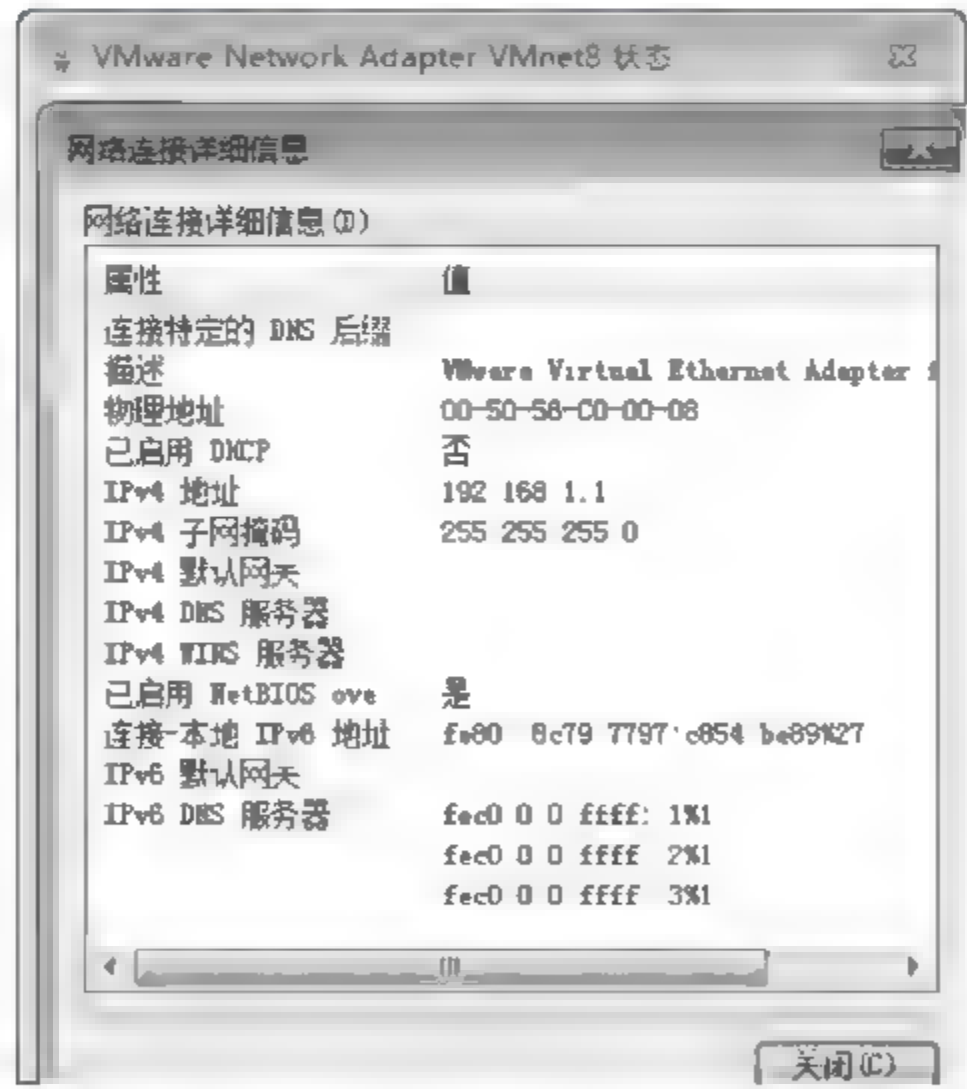 VMware Network Adapter VMnet8 状态
网络连接详细信息
网络连接详细信息(D)
属性 值
连接特定的 DNS 后缀
描述 VMware Virtual Ethernet Adapter f
物理地址 00-50-56-C0-00-08
已启用 DHCP 否
IPv4 地址 192 168 1.1
IPv4 子网掩码 255 255 255 0
IPv4 默认网关
IPv4 DNS 服务器
IPv4 WINS 服务器
已启用 NetBIOS ove 是
连接-本地 IPv6 地址 fe80 8c79 7797:c854 be89%27
IPv6 默认网关
IPv6 DNS 服务器 fec0 0 0 ffff: 1%1
fec0 0 0 ffff 2%1
fec0 0 0 ffff 3%1
关闭(C)